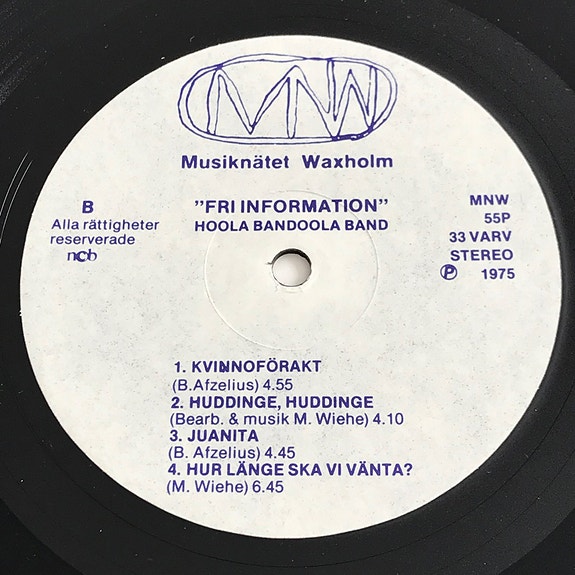 MNW
Musiknätet Waxholm
B
Alla rättigheter
reserverade
ncb
"FRI INFORMATION"
HOOLA BANDOOLA BAND
MNW
55P
33 VARV
STEREO
Ⓟ 1975
1. KVINNOFÖRAKT
(B.Afzelius) 4.55
2. HUDDINGE, HUDDINGE
(Bearb. & musik M. Wiehe) 4.10
3. JUANITA
(B. Afzelius) 4.45
4. HUR LÄNGE SKA VI VÄNTA?
(M. Wiehe) 6.45